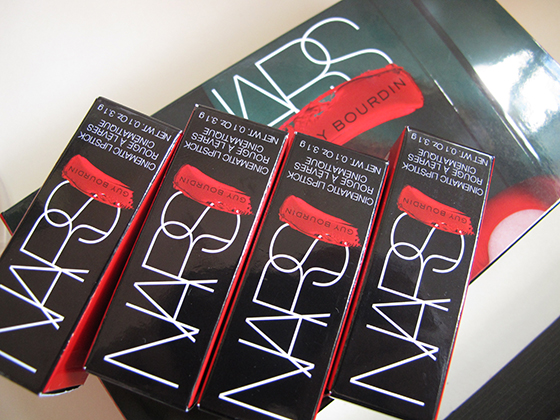 NARS
Y BOURDIN
NARS
GUY BOURDIN
CINEMATIC LIPSTICK
ROUGE À LÈVRES
CINÉMATIQUE
NET WT. 0.1 OZ. 3.1 g
NARS
GUY BOURDIN
CINEMATIC LIPSTICK
ROUGE À LÈVRES
CINÉMATIQUE
NET WT. 0.1 OZ. 3.1 g
NARS
GUY BOURDIN
CINEMATIC LIPSTICK
ROUGE À LÈVRES
CINÉMATIQUE
NET WT. 0.1 OZ. 3.1 g
NARS
GUY BOURDIN
CINEMATIC LIPSTICK
ROUGE À LÈVRES
CINÉMATIQUE
NET WT. 0.1 OZ. 3.1 g